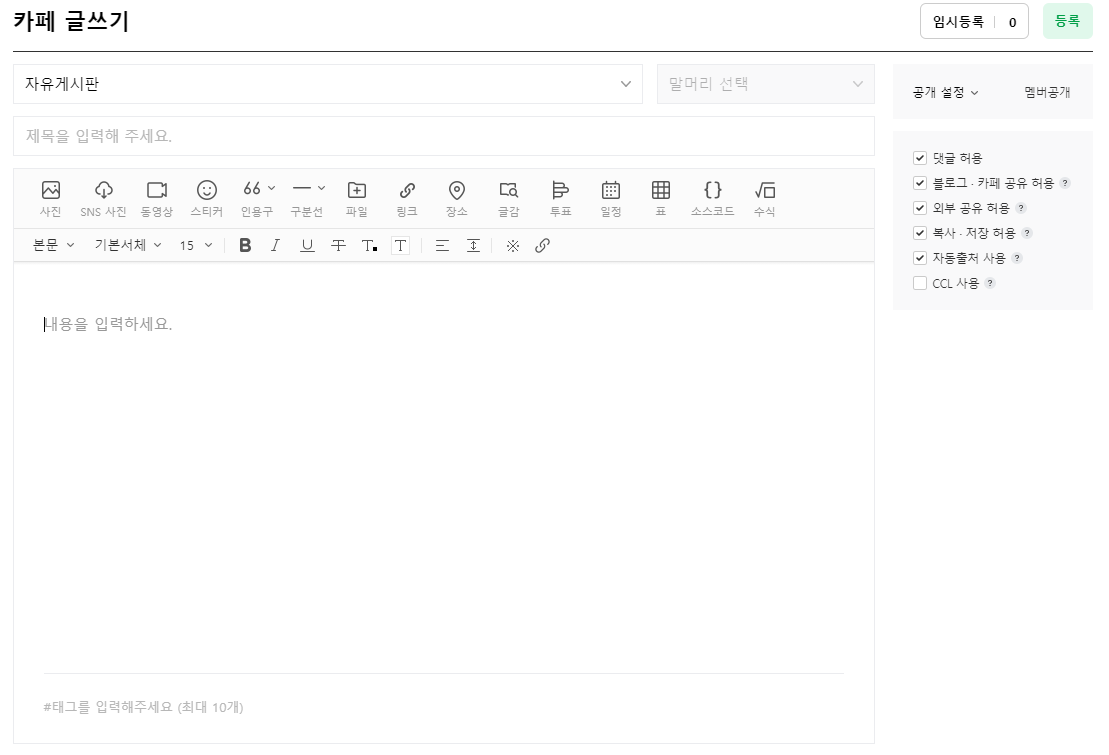 카페 글쓰기
임시등록 0 등록
자유게시판 말머리 선택
공개 설정 멤버공개
제목을 입력해 주세요.
댓글 허용
블로그 · 카페 공유 허용 ?
외부 공유 허용 ?
복사 · 저장 허용 ?
자동출처 사용 ?
CCL 사용 ?
사진 SNS 사진 동영상 스티커 인용구 구분선 파일 링크 장소 글감 투표 일정 표 소스코드 수식
본문 기본서체 15 B I U T T T
내용을 입력하세요.
#태그를 입력해주세요 (최대 10개)